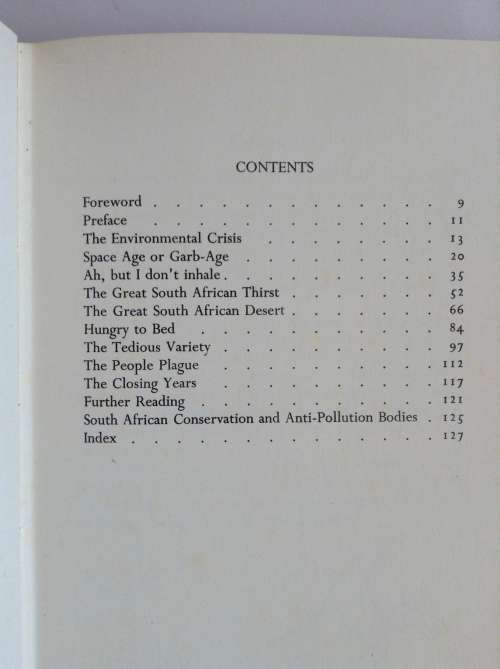 CONTENTS
Foreword . . . . . . . . . . . . . 9
Preface . . . . . . . . . . . . . 11
The Environmental Crisis . . . . . . . . 13
Space Age or Garb-Age . . . . . . . . . 20
Ah, but I don't inhale . . . . . . . . . . 35
The Great South African Thirst . . . . . . . 52
The Great South African Desert . . . . . . . 66
Hungry to Bed . . . . . . . . . . . 84
The Tedious Variety . . . . . . . . . . 97
The People Plague . . . . . . . . . . 112
The Closing Years . . . . . . . . . . 117
Further Reading . . . . . . . . . . . 121
South African Conservation and Anti-Pollution Bodies . 125
Index . . . . . . . . . . . . . . 127